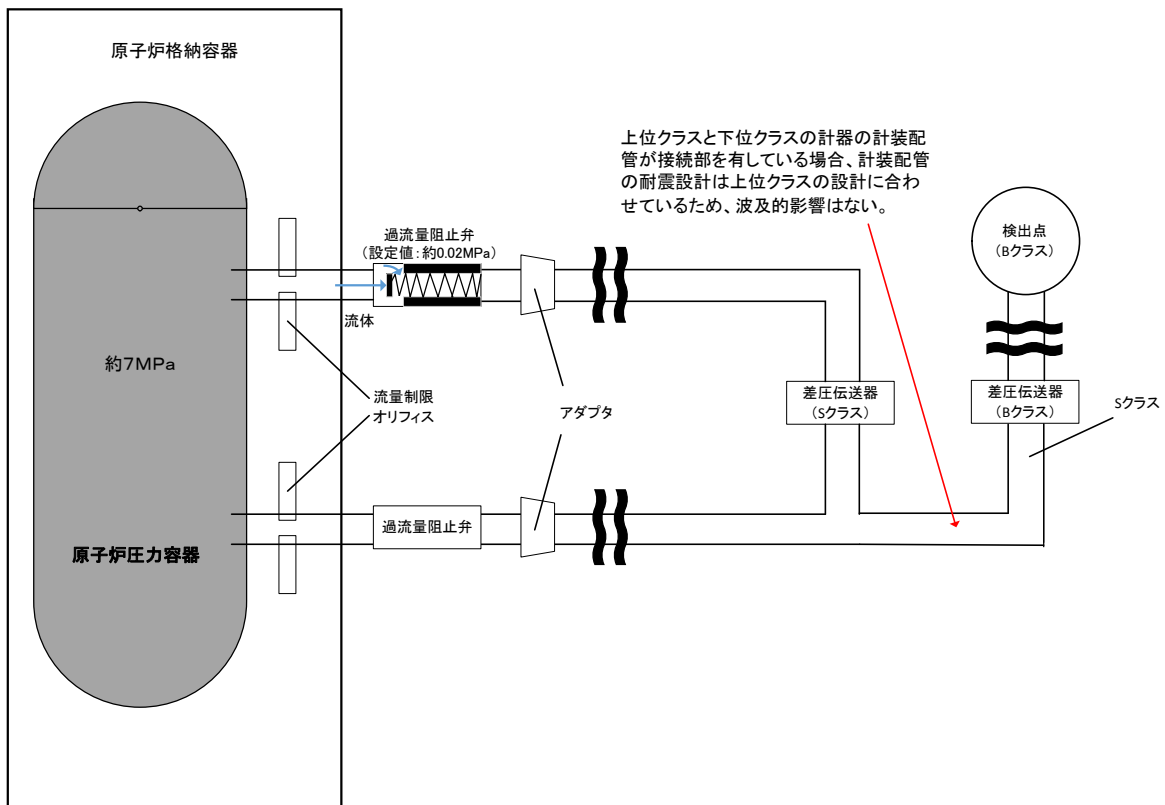 原子炉格納容器
上位クラスと下位クラスの計器の計装配
管が接続部を有している場合、計装配管
の耐震設計は上位クラスの設計に合わ
せているため、波及的影響はない。
過流量阻止弁
(設定値:約0.02MPa)
検出点
(Bクラス)
流体
約7MPa
流量制限
オリフィス
アダプタ
差圧伝送器
(Sクラス)
差圧伝送器
(Bクラス)
Sクラス
過流量阻止弁
原子炉圧力容器